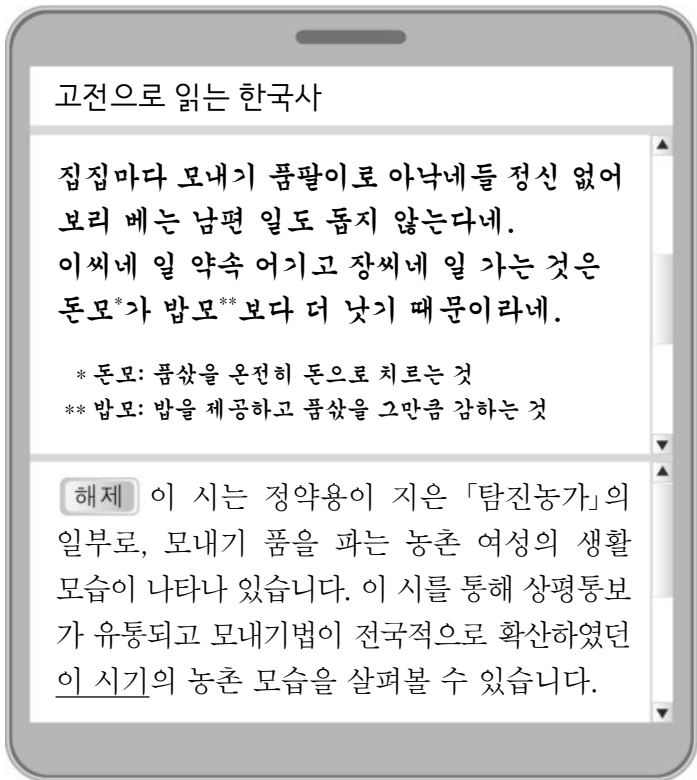 고전으로 읽는 한국사
집집마다 모내기 품팔이로 아낙네들 정신 없어
보리 베는 남편 일도 돕지 않는다네.
이씨네 일 약속 어기고 장씨네 일 가는 것은
돈모*가 밥모**보다 더 낫기 때문이라네.
* 돈모: 품삯을 온전히 돈으로 치르는 것
** 밥모: 밥을 제공하고 품삯을 그만큼 감하는 것
해제 이 시는 정약용이 지은 「탐진농가」의
일부로, 모내기 품을 파는 농촌 여성의 생활
모습이 나타나 있습니다. 이 시를 통해 상평통보
가 유통되고 모내기법이 전국적으로 확산하였던
이 시기의 농촌 모습을 살펴볼 수 있습니다.